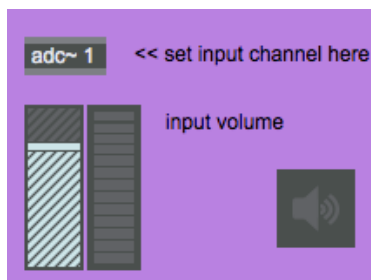 adc~ 1 << set input channel here
input volume